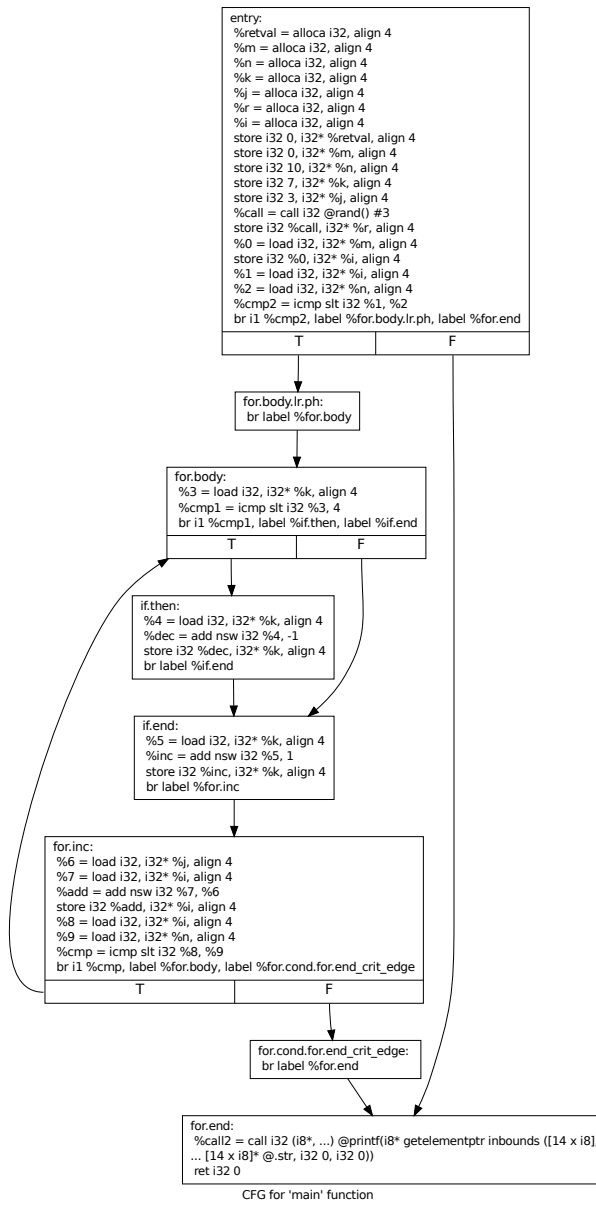 entry:
%retval = alloca i32, align 4
%m = alloca i32, align 4
%n = alloca i32, align 4
%k = alloca i32, align 4
%j = alloca i32, align 4
%r = alloca i32, align 4
%i = alloca i32, align 4
store i32 0, i32* %retval, align 4
store i32 0, i32* %m, align 4
store i32 10, i32* %n, align 4
store i32 7, i32* %k, align 4
store i32 3, i32* %j, align 4
%call = call i32 @rand() #3
store i32 %call, i32* %r, align 4
%0 = load i32, i32* %m, align 4
store i32 %0, i32* %i, align 4
%1 = load i32, i32* %i, align 4
%2 = load i32, i32* %n, align 4
%cmp2 = icmp slt i32 %1, %2
br i1 %cmp2, label %for.body.lr.ph, label %for.end
T F
for.body.lr.ph:
br label %for.body
for.body:
%3 = load i32, i32* %k, align 4
%cmp1 = icmp slt i32 %3, 4
br i1 %cmp1, label %if.then, label %if.end
T F
if.then:
%4 = load i32, i32* %k, align 4
%dec = add nsw i32 %4, -1
store i32 %dec, i32* %k, align 4
br label %if.end
if.end:
%5 = load i32, i32* %k, align 4
%inc = add nsw i32 %5, 1
store i32 %inc, i32* %k, align 4
br label %for.inc
for.inc:
%6 = load i32, i32* %j, align 4
%7 = load i32, i32* %i, align 4
%add = add nsw i32 %7, %6
store i32 %add, i32* %i, align 4
%8 = load i32, i32* %i, align 4
%9 = load i32, i32* %n, align 4
%cmp = icmp slt i32 %8, %9
br i1 %cmp, label %for.body, label %for.cond.for.end_crit_edge
T F
for.cond.for.end_crit_edge:
br label %for.end
for.end:
%call2 = call i32 (i8*, ...) @printf(i8* getelementptr inbounds ([14 x i8],
... [14 x i8]* @.str, i32 0, i32 0))
ret i32 0
CFG for 'main' function